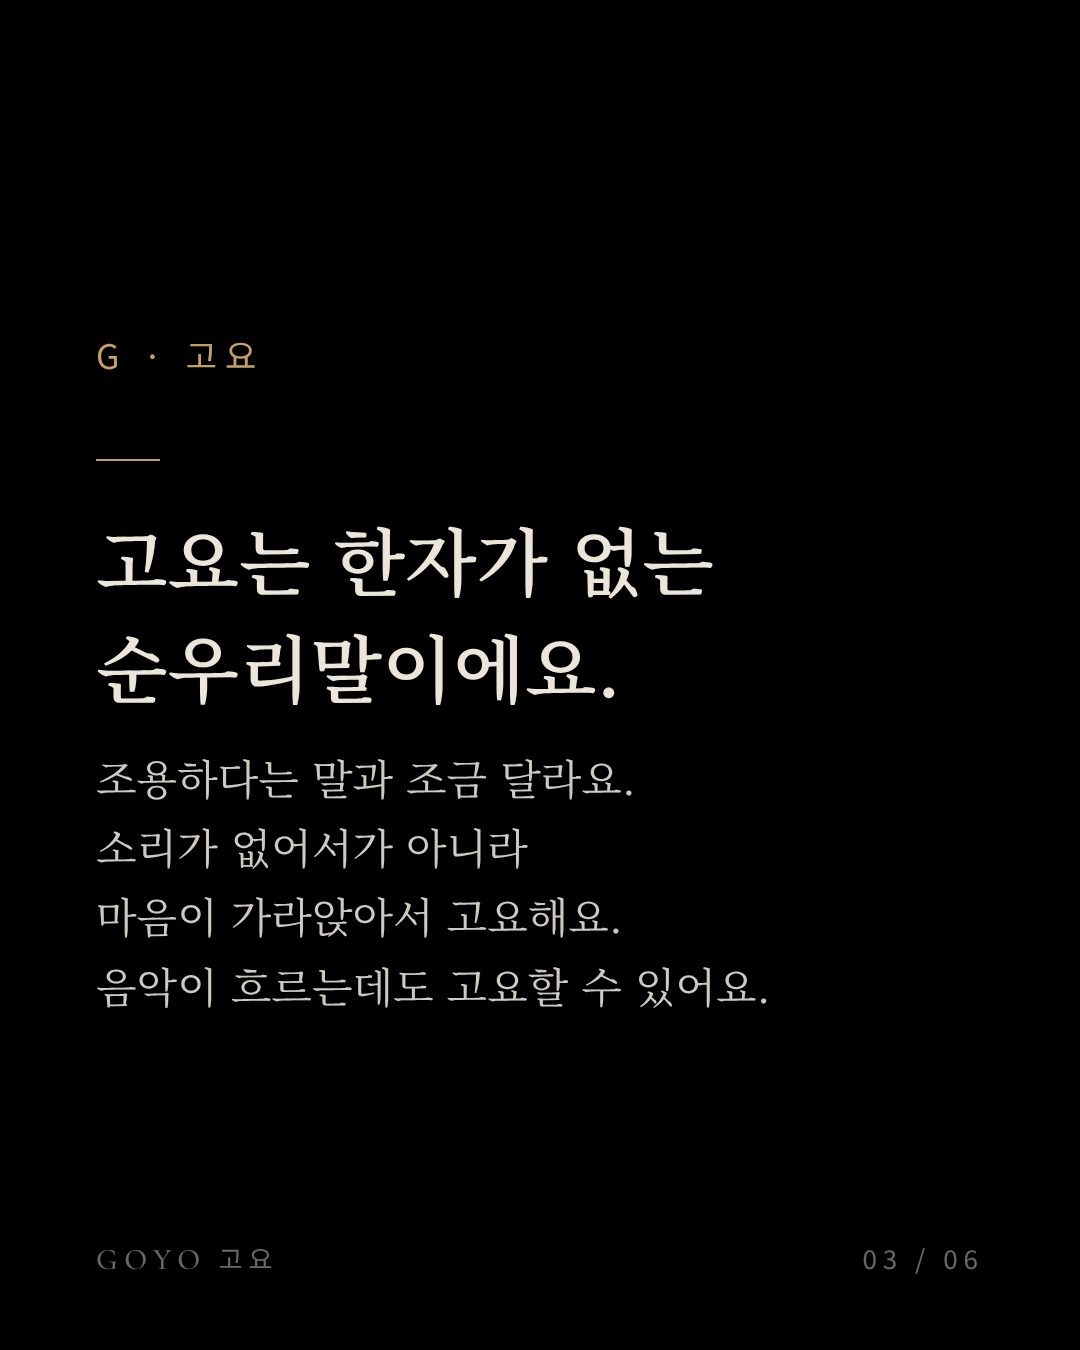 G · 고요
고요는 한자가 없는
순우리말이에요.
조용하다는 말과 조금 달라요.
소리가 없어서가 아니라
마음이 가라앉아서 고요해요.
음악이 흐르는데도 고요할 수 있어요.
GOYO 고요
03 / 06